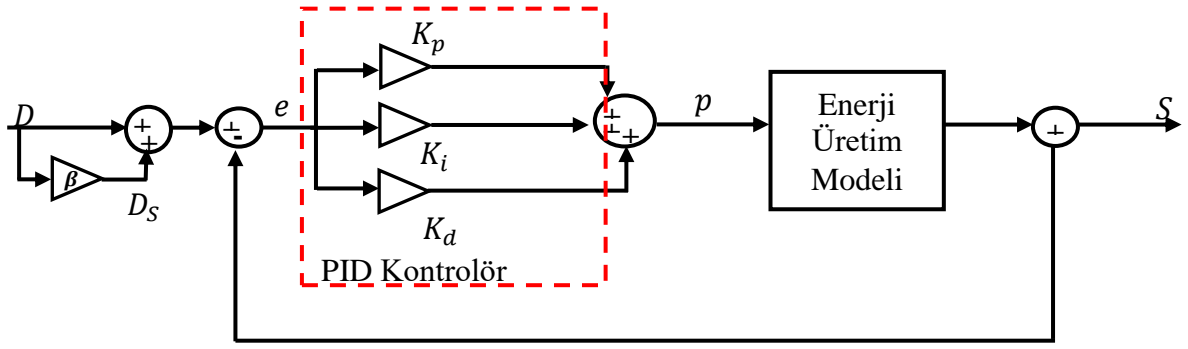 D
β
D_S
+
+
+
-
e
K_p
K_i
K_d
PID Kontrolör
+
+
+
p
Enerji
Üretim
Modeli
+
S